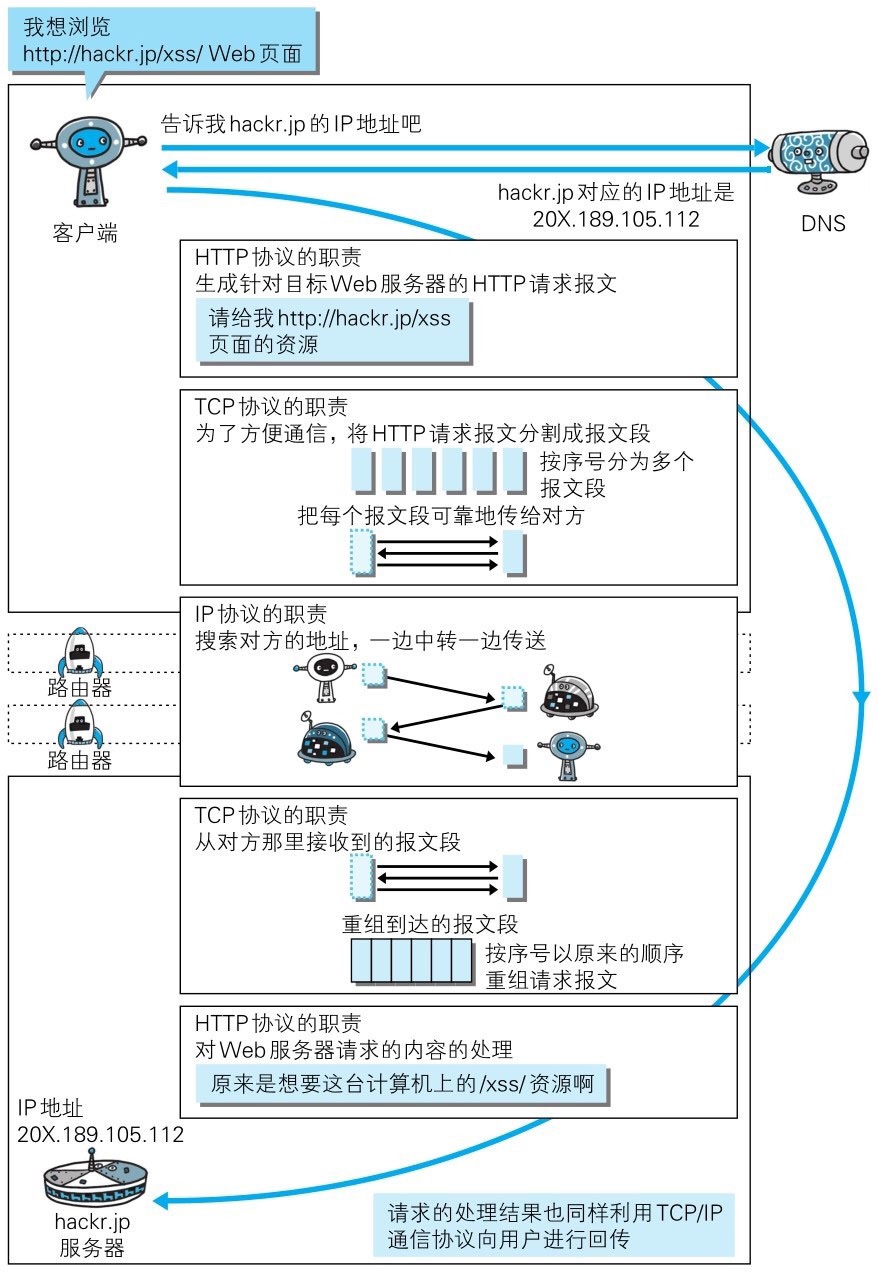 我想浏览
http://hackr.jp/xss/ Web页面
告诉我hackr.jp的IP地址吧
hackr.jp对应的IP地址是
20X.189.105.112
客户端
DNS
HTTP协议的职责
生成针对目标Web服务器的HTTP请求报文
请给我http://hackr.jp/xss
页面的资源
TCP协议的职责
为了方便通信，将HTTP请求报文分割成报文段
按序号分为多个
报文段
把每个报文段可靠地传给对方
IP协议的职责
搜索对方的地址，一边中转一边传送
路由器
路由器
TCP协议的职责
从对方那里接收到的报文段
重组到达的报文段
按序号以原来的顺序
重组请求报文
HTTP协议的职责
对Web服务器请求的内容的处理
原来是想要这台计算机上的/xss/资源啊
IP地址
20X.189.105.112
hackr.jp
服务器
请求的处理结果也同样利用TCP/IP
通信协议向用户进行回传